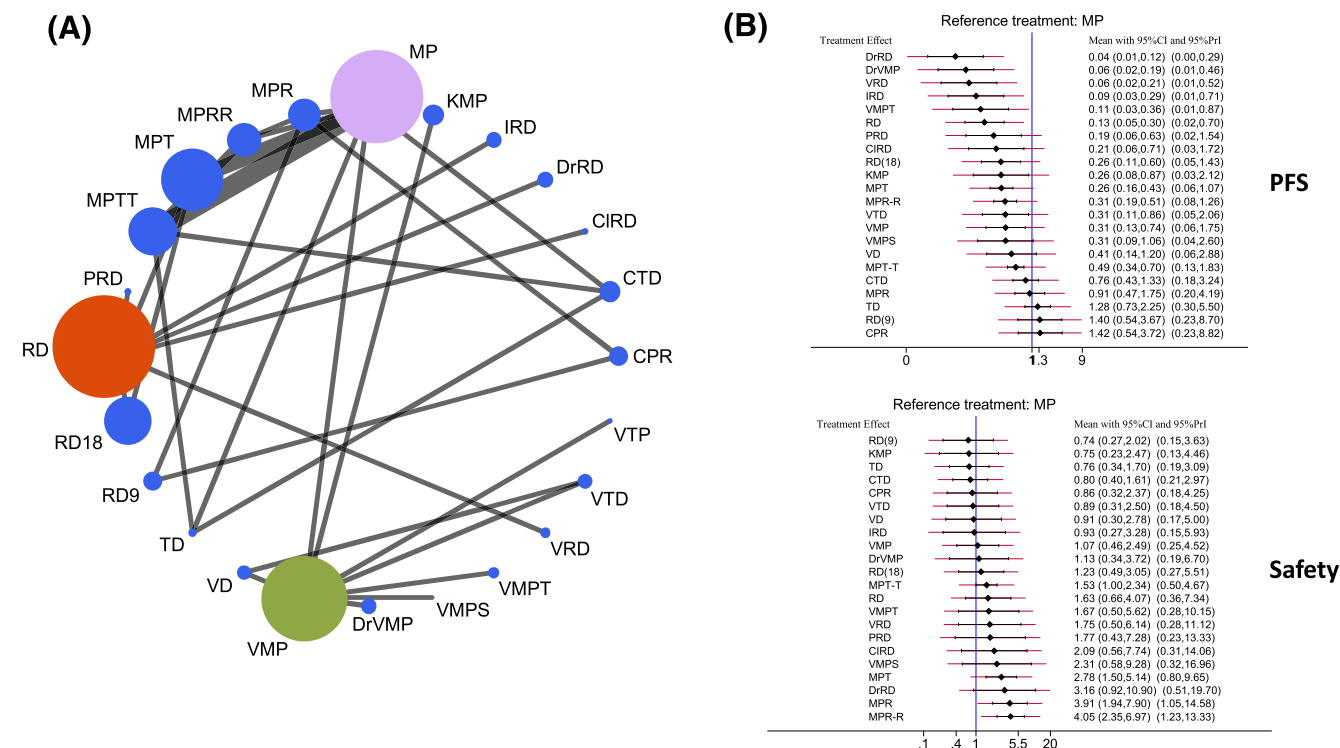 (A)
MP
MPR
KMP
MPRR
IRD
MPT
DrRD
MPTT
CIRD
PRD
CTD
RD
CPR
RD18
VTP
RD9
VTD
TD
VRD
VD
VMPT
VMPS
DrVMP
VMP
(B)
Reference treatment: MP
Treatment Effect Mean with 95%CI and 95%PrI
DrRD 0.04 (0.01,0.12) (0.00,0.29)
DrVMP 0.06 (0.02,0.19) (0.01,0.46)
VRD 0.06 (0.02,0.21) (0.01,0.52)
IRD 0.09 (0.03,0.29) (0.01,0.71)
VMPT 0.11 (0.03,0.36) (0.01,0.87)
RD 0.13 (0.05,0.30) (0.02,0.70)
PRD 0.19 (0.06,0.63) (0.02,1.54)
CIRD 0.21 (0.06,0.71) (0.03,1.72)
RD(18) 0.26 (0.11,0.60) (0.05,1.43)
KMP 0.26 (0.08,0.87) (0.03,2.12)
MPT 0.26 (0.16,0.43) (0.06,1.07)
MPR-R 0.31 (0.19,0.51) (0.08,1.26)
VTD 0.31 (0.11,0.86) (0.05,2.06)
VMP 0.31 (0.13,0.74) (0.06,1.75)
VMPS 0.31 (0.09,1.06) (0.04,2.60)
VD 0.41 (0.14,1.20) (0.06,2.88)
MPT-T 0.49 (0.34,0.70) (0.13,1.83)
CTD 0.76 (0.43,1.33) (0.18,3.24)
MPR 0.91 (0.47,1.75) (0.20,4.19)
TD 1.28 (0.73,2.25) (0.30,5.50)
RD(9) 1.40 (0.54,3.67) (0.23,8.70)
CPR 1.42 (0.54,3.72) (0.23,8.82)
0 1 1.3 9
PFS
Reference treatment: MP
Treatment Effect Mean with 95%CI and 95%PrI
RD(9) 0.74 (0.27,2.02) (0.15,3.63)
KMP 0.75 (0.23,2.47) (0.13,4.46)
TD 0.76 (0.34,1.70) (0.19,3.09)
CTD 0.80 (0.40,1.61) (0.21,2.97)
CPR 0.86 (0.32,2.37) (0.18,4.25)
VTD 0.89 (0.31,2.50) (0.18,4.50)
VD 0.91 (0.30,2.78) (0.17,5.00)
IRD 0.93 (0.27,3.28) (0.15,5.93)
VMP 1.07 (0.46,2.49) (0.25,4.52)
DrVMP 1.13 (0.34,3.72) (0.19,6.70)
RD(18) 1.23 (0.49,3.05) (0.27,5.51)
MPT-T 1.53 (1.00,2.34) (0.50,4.67)
RD 1.63 (0.66,4.07) (0.36,7.34)
VMPT 1.67 (0.50,5.62) (0.28,10.15)
VRD 1.75 (0.50,6.14) (0.28,11.12)
PRD 1.77 (0.43,7.28) (0.23,13.33)
CIRD 2.09 (0.56,7.74) (0.31,14.06)
VMPS 2.31 (0.58,9.28) (0.32,16.96)
MPT 2.78 (1.50,5.14) (0.80,9.65)
DrRD 3.16 (0.92,10.90) (0.51,19.70)
MPR 3.91 (1.94,7.90) (1.05,14.58)
MPR-R 4.05 (2.35,6.97) (1.23,13.33)
.1 .4 1 5.5 20
Safety